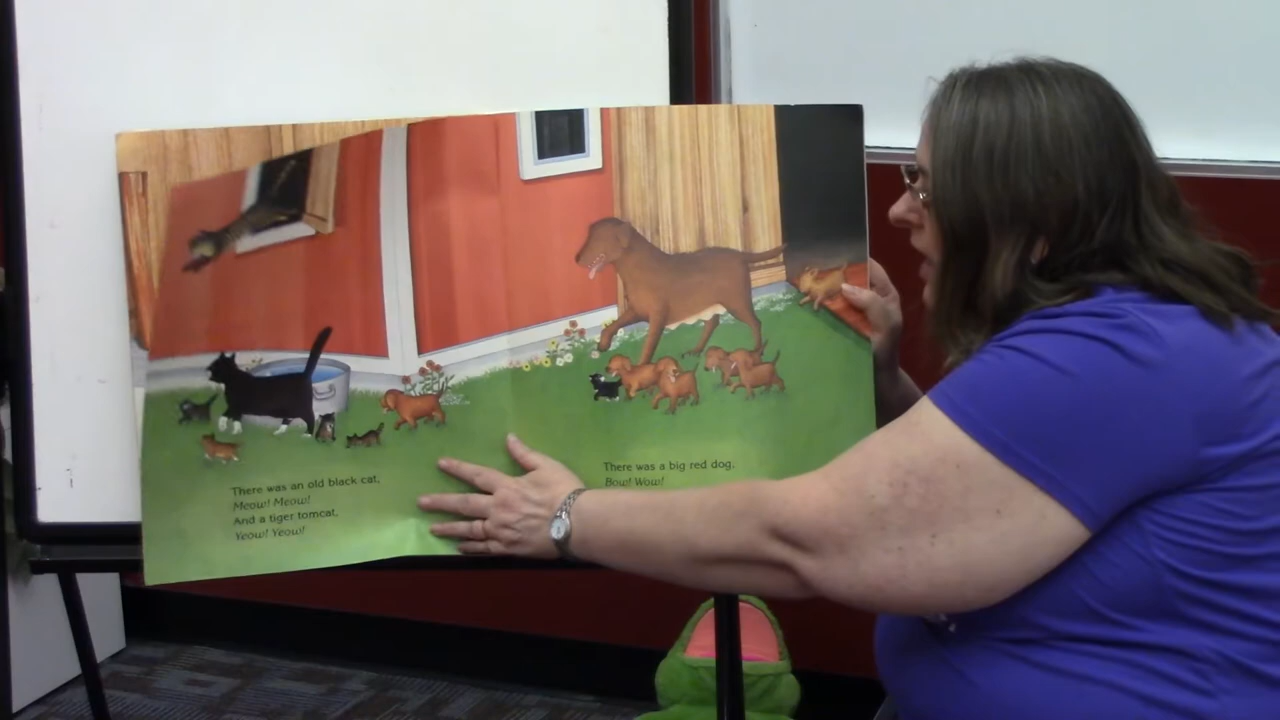 There was an old black cat,
Meow! Meow!
And a tiger tomcat,
Yeow! Yeow!
There was a big red dog,
Bow! Wow!